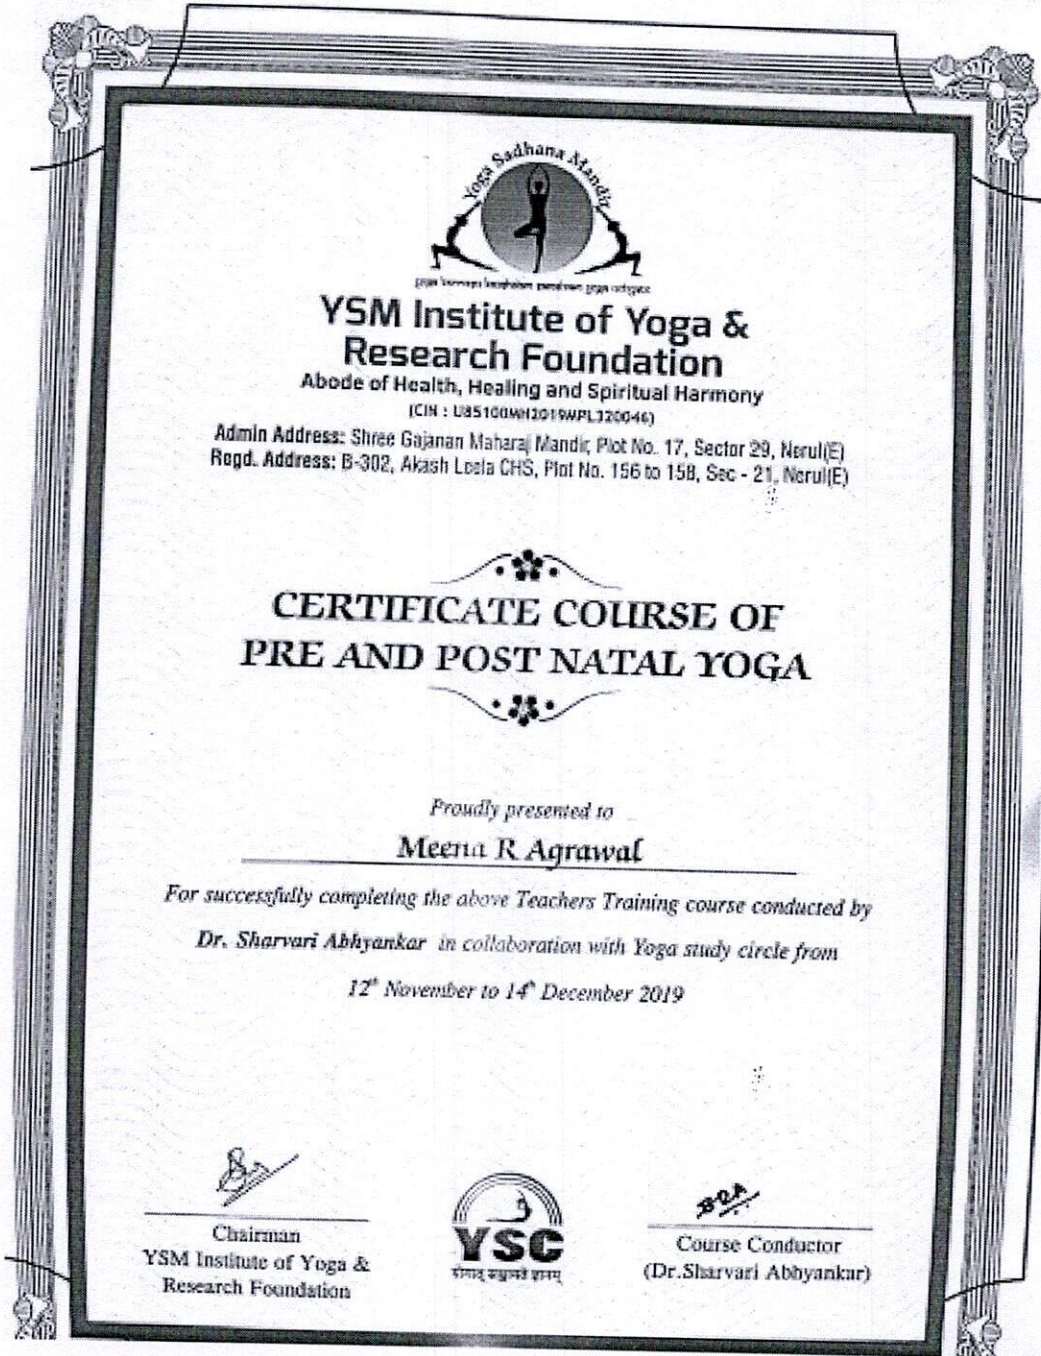 Yoga Sadhana Mandir
YSM Institute of Yoga &
Research Foundation
Abode of Health, Healing and Spiritual Harmony
(CIN : U85100MH2019WPL320046)
Admin Address: Shree Gajanan Maharaj Mandir, Plot No. 17, Sector 29, Nerul(E)
Regd. Address: B-302, Akash Leela CHS, Plot No. 156 to 158, Sec - 21, Nerul(E)
CERTIFICATE COURSE OF
PRE AND POST NATAL YOGA
Proudly presented to
Meena R Agrawal
For successfully completing the above Teachers Training course conducted by
Dr. Sharvari Abhyankar in collaboration with Yoga study circle from
12th November to 14th December 2019
Chairman
YSM Institute of Yoga &
Research Foundation
YSC
Course Conductor
(Dr.Sharvari Abhyankar)